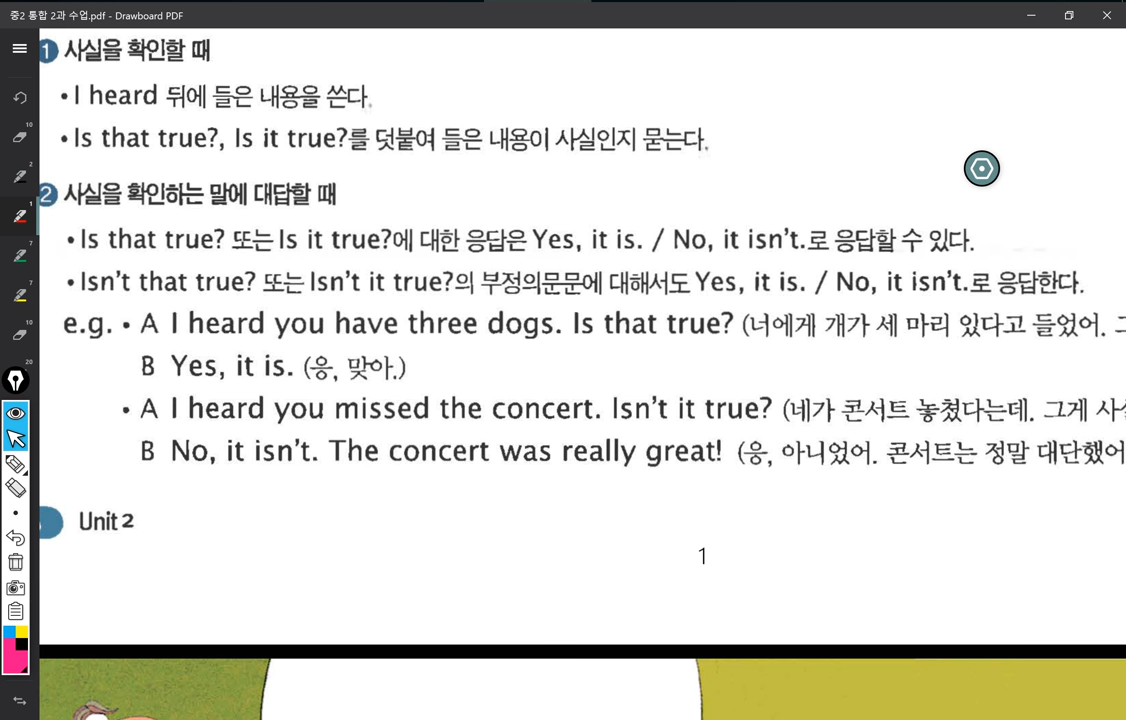 중2 통합 2과 수업.pdf - Drawboard PDF
1 사실을 확인할 때
• I heard 뒤에 들은 내용을 쓴다.
• Is that true?, Is it true?를 덧붙여 들은 내용이 사실인지 묻는다.
2 사실을 확인하는 말에 대답할 때
• Is that true? 또는 Is it true?에 대한 응답은 Yes, it is. / No, it isn't.로 응답할 수 있다.
• Isn't that true? 또는 Isn't it true?의 부정의문문에 대해서도 Yes, it is. / No, it isn't.로 응답한다.
e.g. • A I heard you have three dogs. Is that true? (너에게 개가 세 마리 있다고 들었어. 그
B Yes, it is. (응, 맞아.)
• A I heard you missed the concert. Isn't it true? (네가 콘서트 놓쳤다는데. 그게 사실
B No, it isn't. The concert was really great! (응, 아니었어. 콘서트는 정말 대단했어
Unit 2
1
10
2
1
7
7
10
20